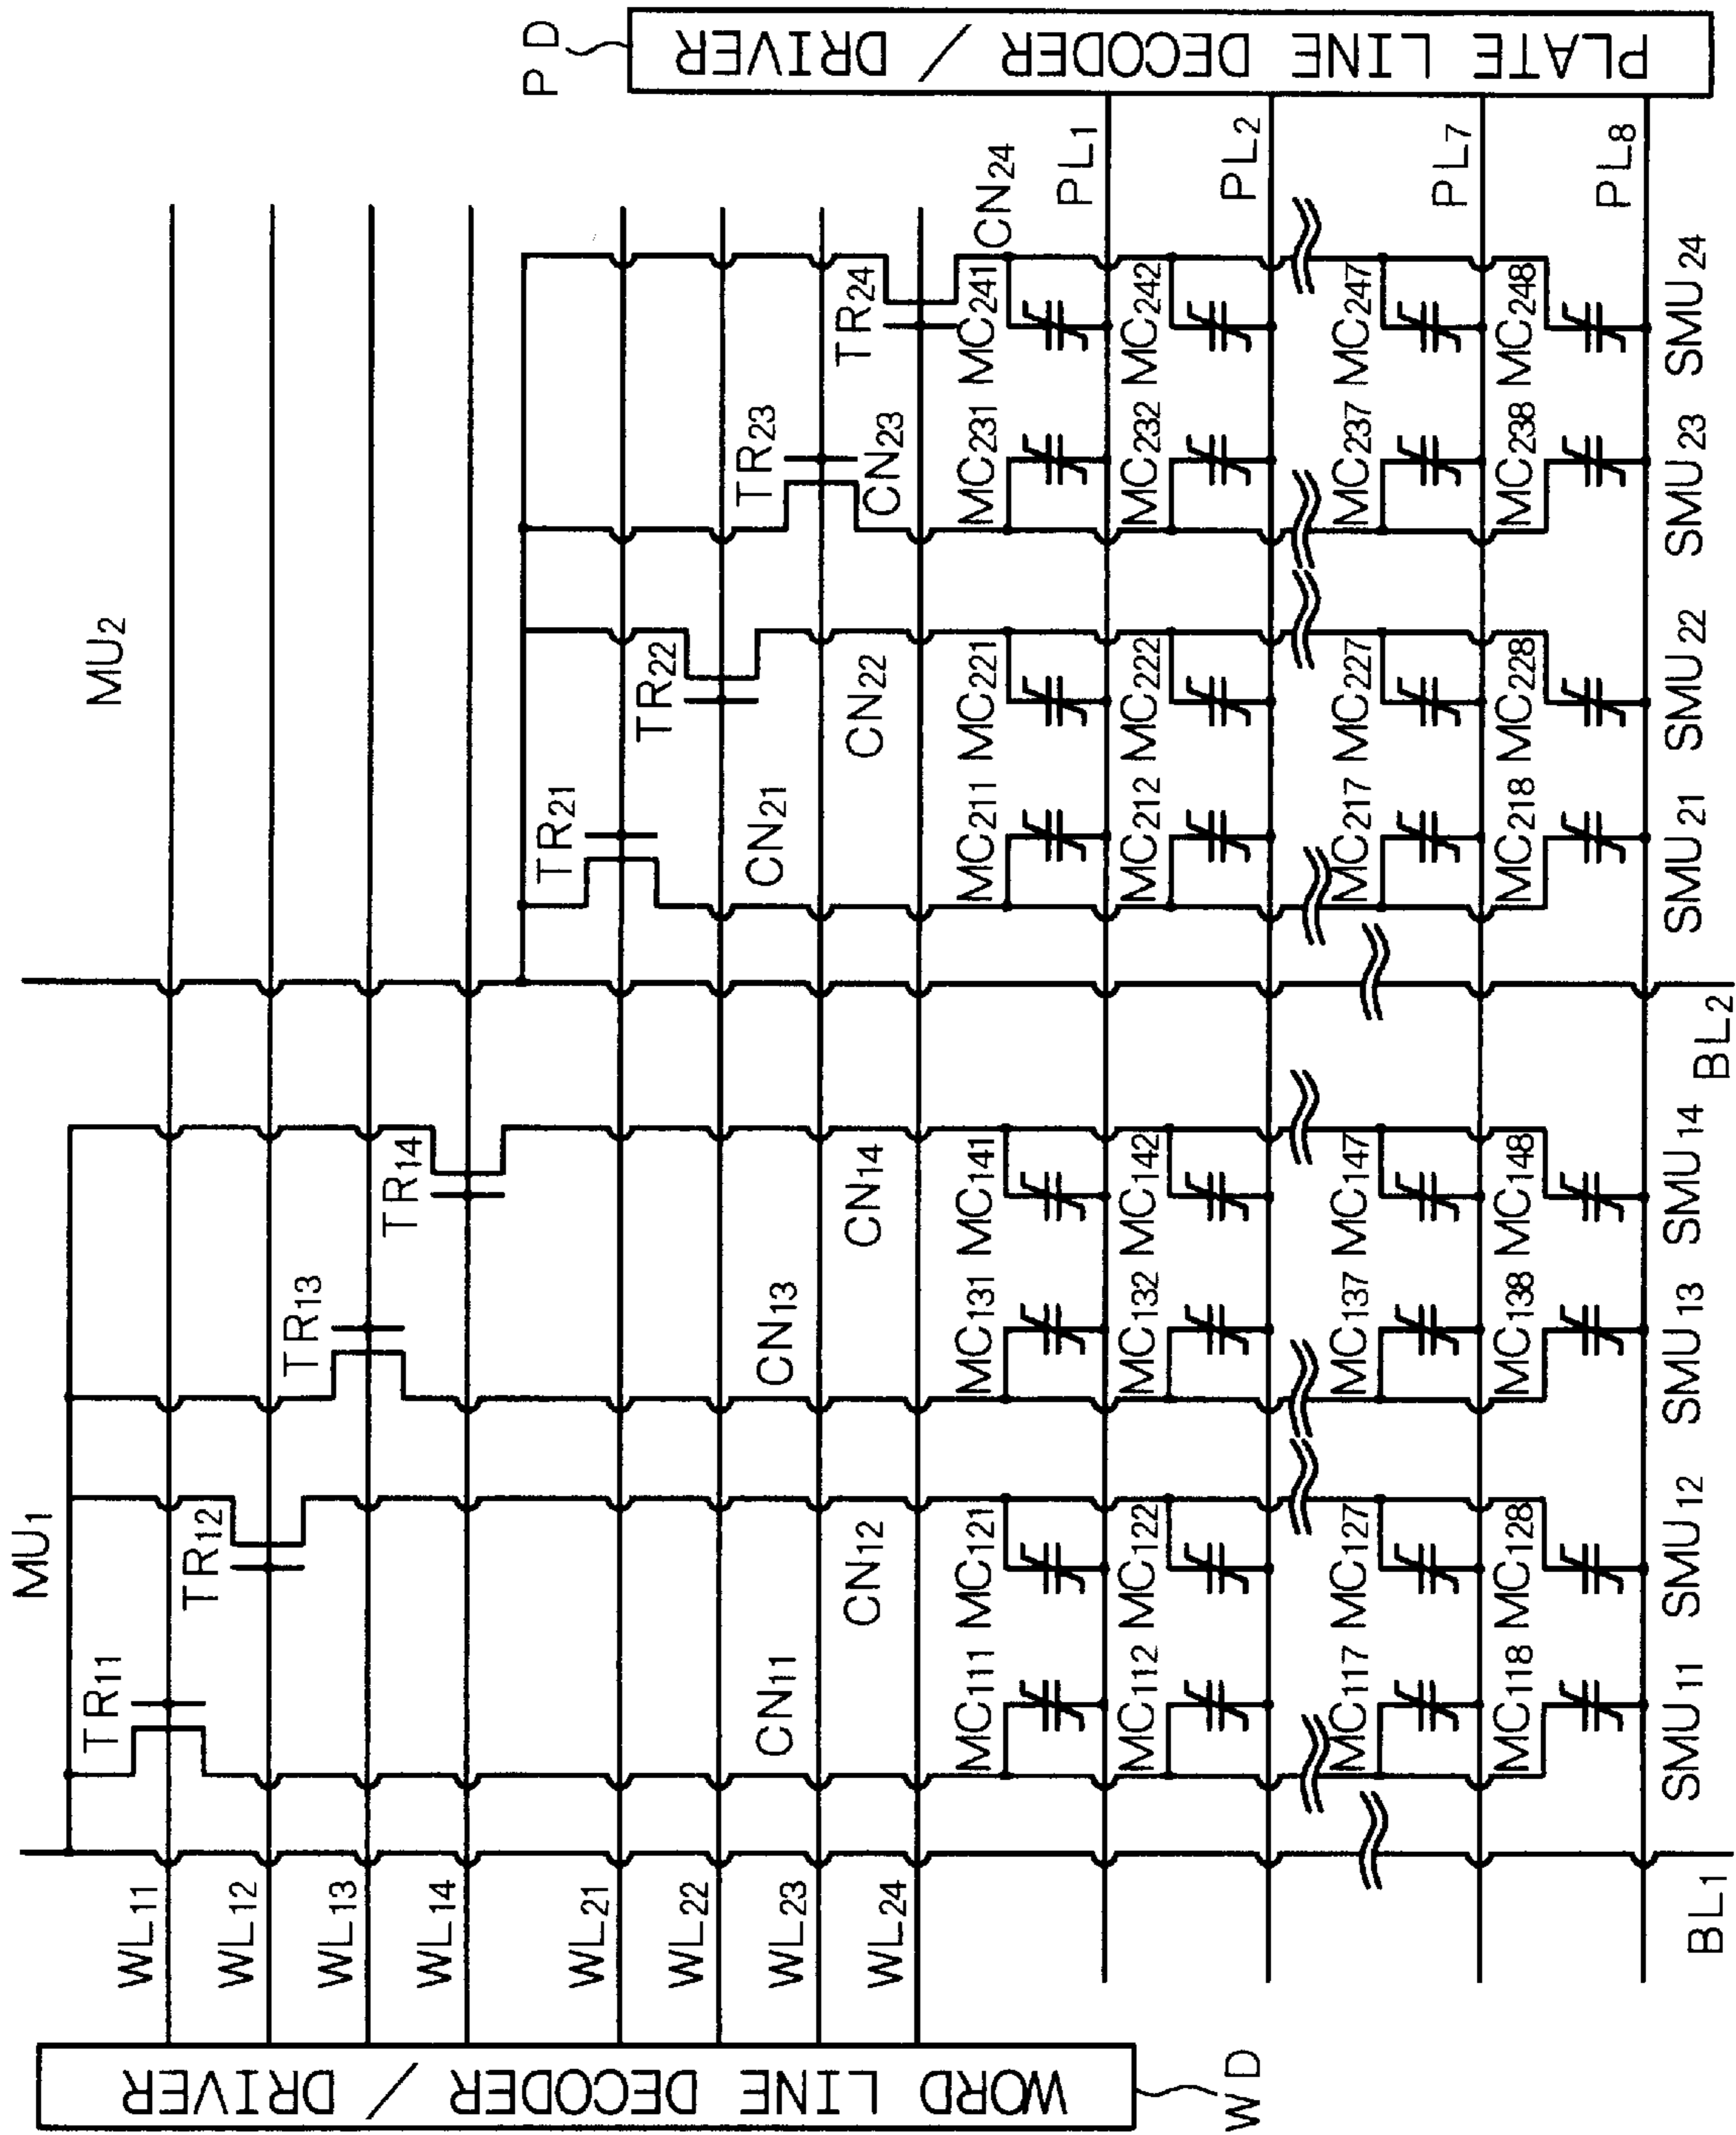 MU1
MU2
WORD LINE DECODER / DRIVER
WD
PLATE LINE DECODER / DRIVER
PD
WL11
WL12
WL13
WL14
WL21
WL22
WL23
WL24
TR11
TR12
TR13
TR14
TR21
TR22
TR23
TR24
CN11
CN12
CN13
CN14
CN21
CN22
CN23
CN24
MC111 MC121 MC131 MC141 MC211 MC221 MC231 MC241
PL1
MC112 MC122 MC132 MC142 MC212 MC222 MC232 MC242
PL2
MC117 MC127 MC137 MC147 MC217 MC227 MC237 MC247
PL7
MC118 MC128 MC138 MC148 MC218 MC228 MC238 MC248
PL8
SMU11 SMU12 SMU13 SMU14 SMU21 SMU22 SMU23 SMU24
BL1
BL2